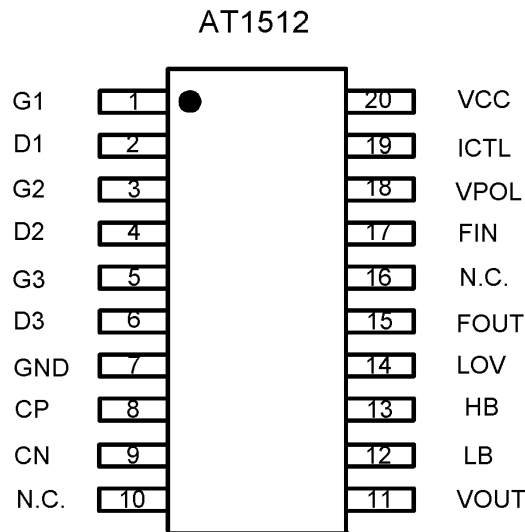 AT1512
G1 1 20 VCC
D1 2 19 ICTL
G2 3 18 VPOL
D2 4 17 FIN
G3 5 16 N.C.
D3 6 15 FOUT
GND 7 14 LOV
CP 8 13 HB
CN 9 12 LB
N.C. 10 11 VOUT